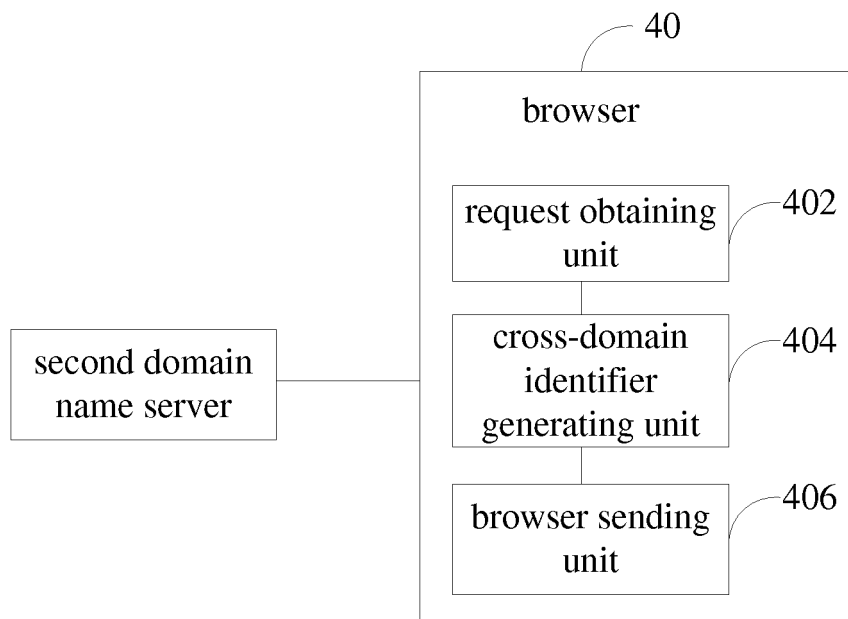 40
browser
request obtaining
unit
402
cross-domain
identifier
generating unit
404
second domain
name server
browser sending
unit
406